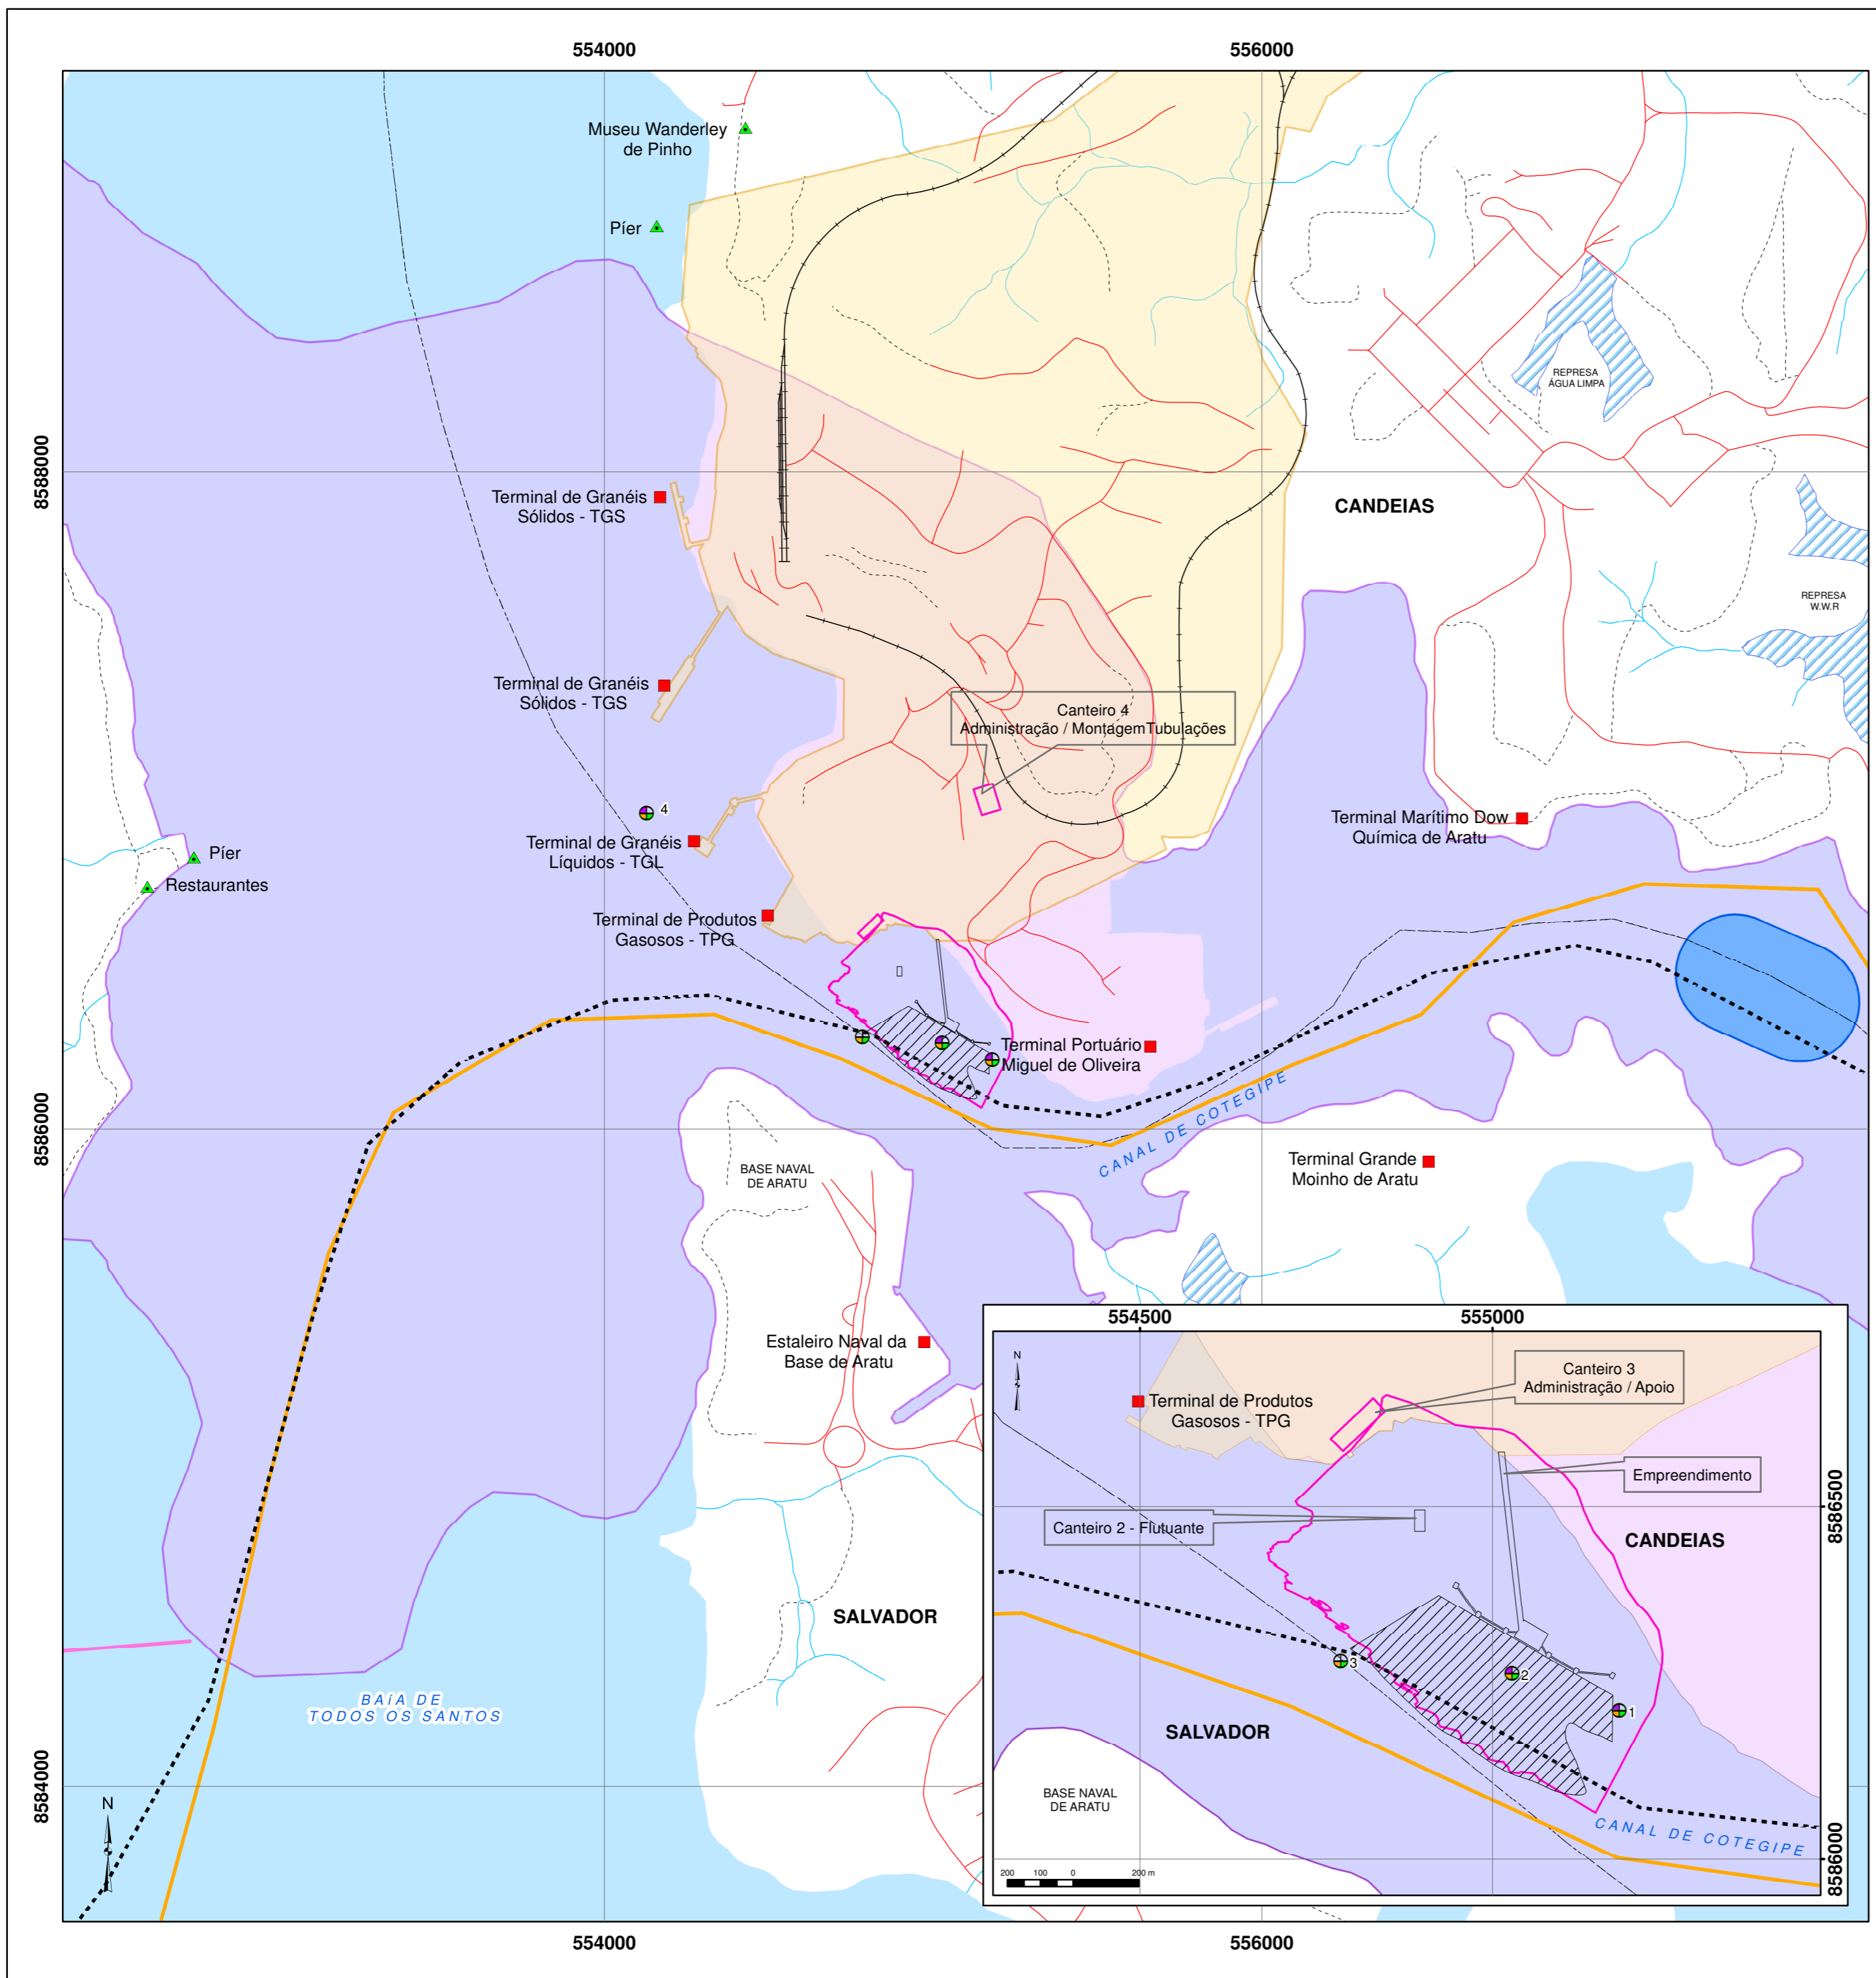 554000
556000
Museu Wanderley
de Pinho
Píer
REPRESA
ÁGUA LIMPA
8588000
Terminal de Granéis
Sólidos - TGS
CANDEIAS
REPRESA
W.W.R
Terminal de Granéis
Sólidos - TGS
Canteiro 4
Administração / MontagemTubulações
4
Terminal Marítimo Dow
Química de Aratu
Terminal de Granéis
Líquidos - TGL
Píer
Restaurantes
Terminal de Produtos
Gasosos - TPG
Terminal Portuário
Miguel de Oliveira
CANAL DE COTEGIPE
8586000
BASE NAVAL
DE ARATU
Terminal Grande
Moinho de Aratu
Estaleiro Naval da
Base de Aratu
SALVADOR
BAíA DE
TODOS OS SANTOS
8584000
N
554000
556000
554500
555000
N
Canteiro 3
Administração / Apoio
Terminal de Produtos
Gasosos - TPG
Empreendimento
8586500
Canteiro 2 - Flutuante
CANDEIAS
3
2
1
SALVADOR
BASE NAVAL
DE ARATU
CANAL DE COTEGIPE
8586000
200 100 0 200 m